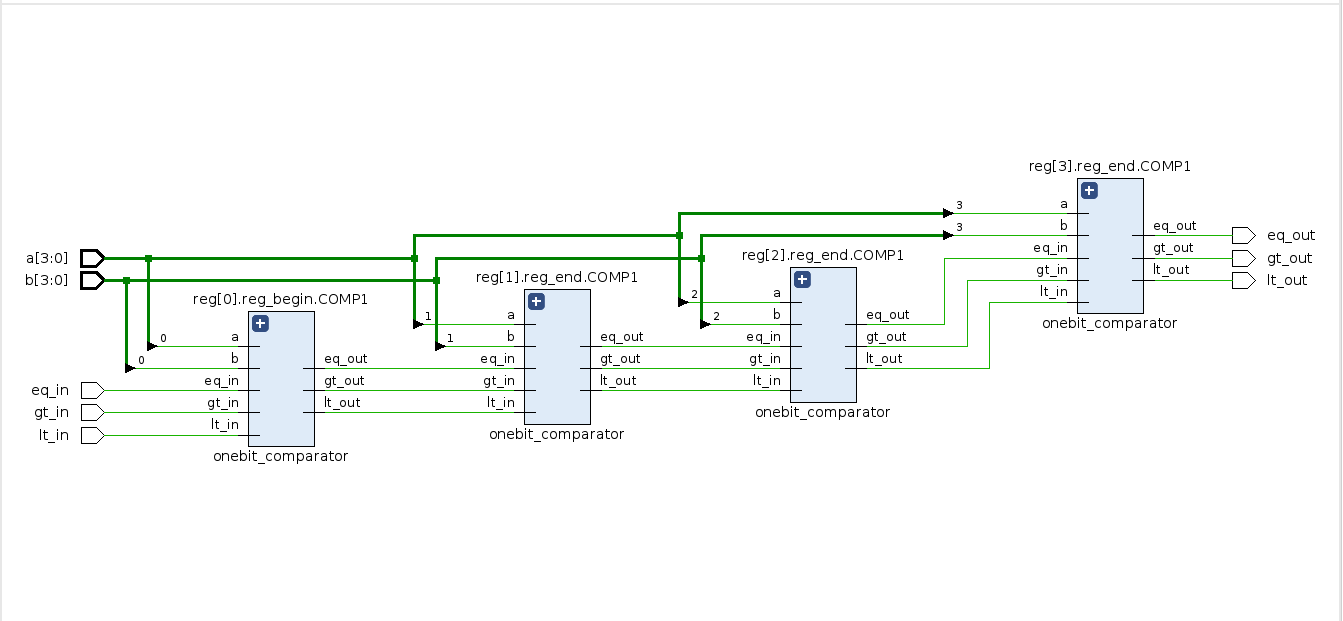 reg[3].reg_end.COMP1
a
b
eq_in
gt_in
lt_in
3
3
eq_out
gt_out
lt_out
eq_out
gt_out
lt_out
onebit_comparator
a[3:0]
b[3:0]
reg[2].reg_end.COMP1
2
2
a
b
eq_in
gt_in
lt_in
eq_out
gt_out
lt_out
onebit_comparator
reg[1].reg_end.COMP1
1
1
a
b
eq_in
gt_in
lt_in
eq_out
gt_out
lt_out
onebit_comparator
reg[0].reg_begin.COMP1
0
0
a
b
eq_in
gt_in
lt_in
eq_out
gt_out
lt_out
eq_in
gt_in
lt_in
onebit_comparator